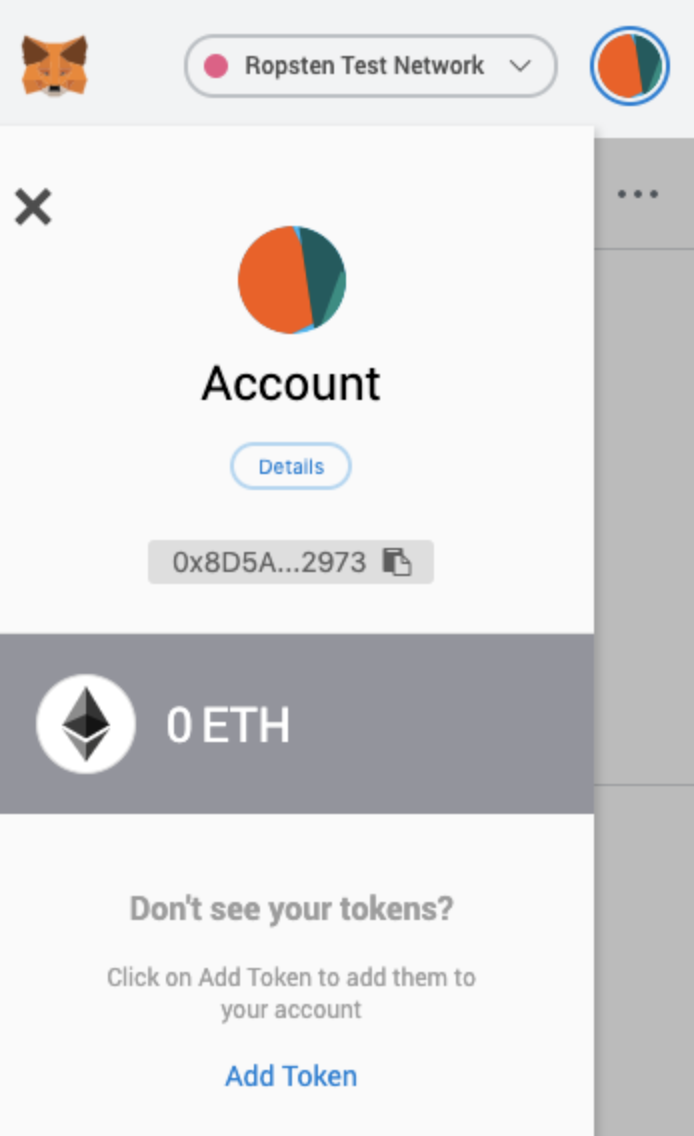 Ropsten Test Network
Account
Details
0x8D5A...2973
0 ETH
Don't see your tokens?
Click on Add Token to add them to
your account
Add Token